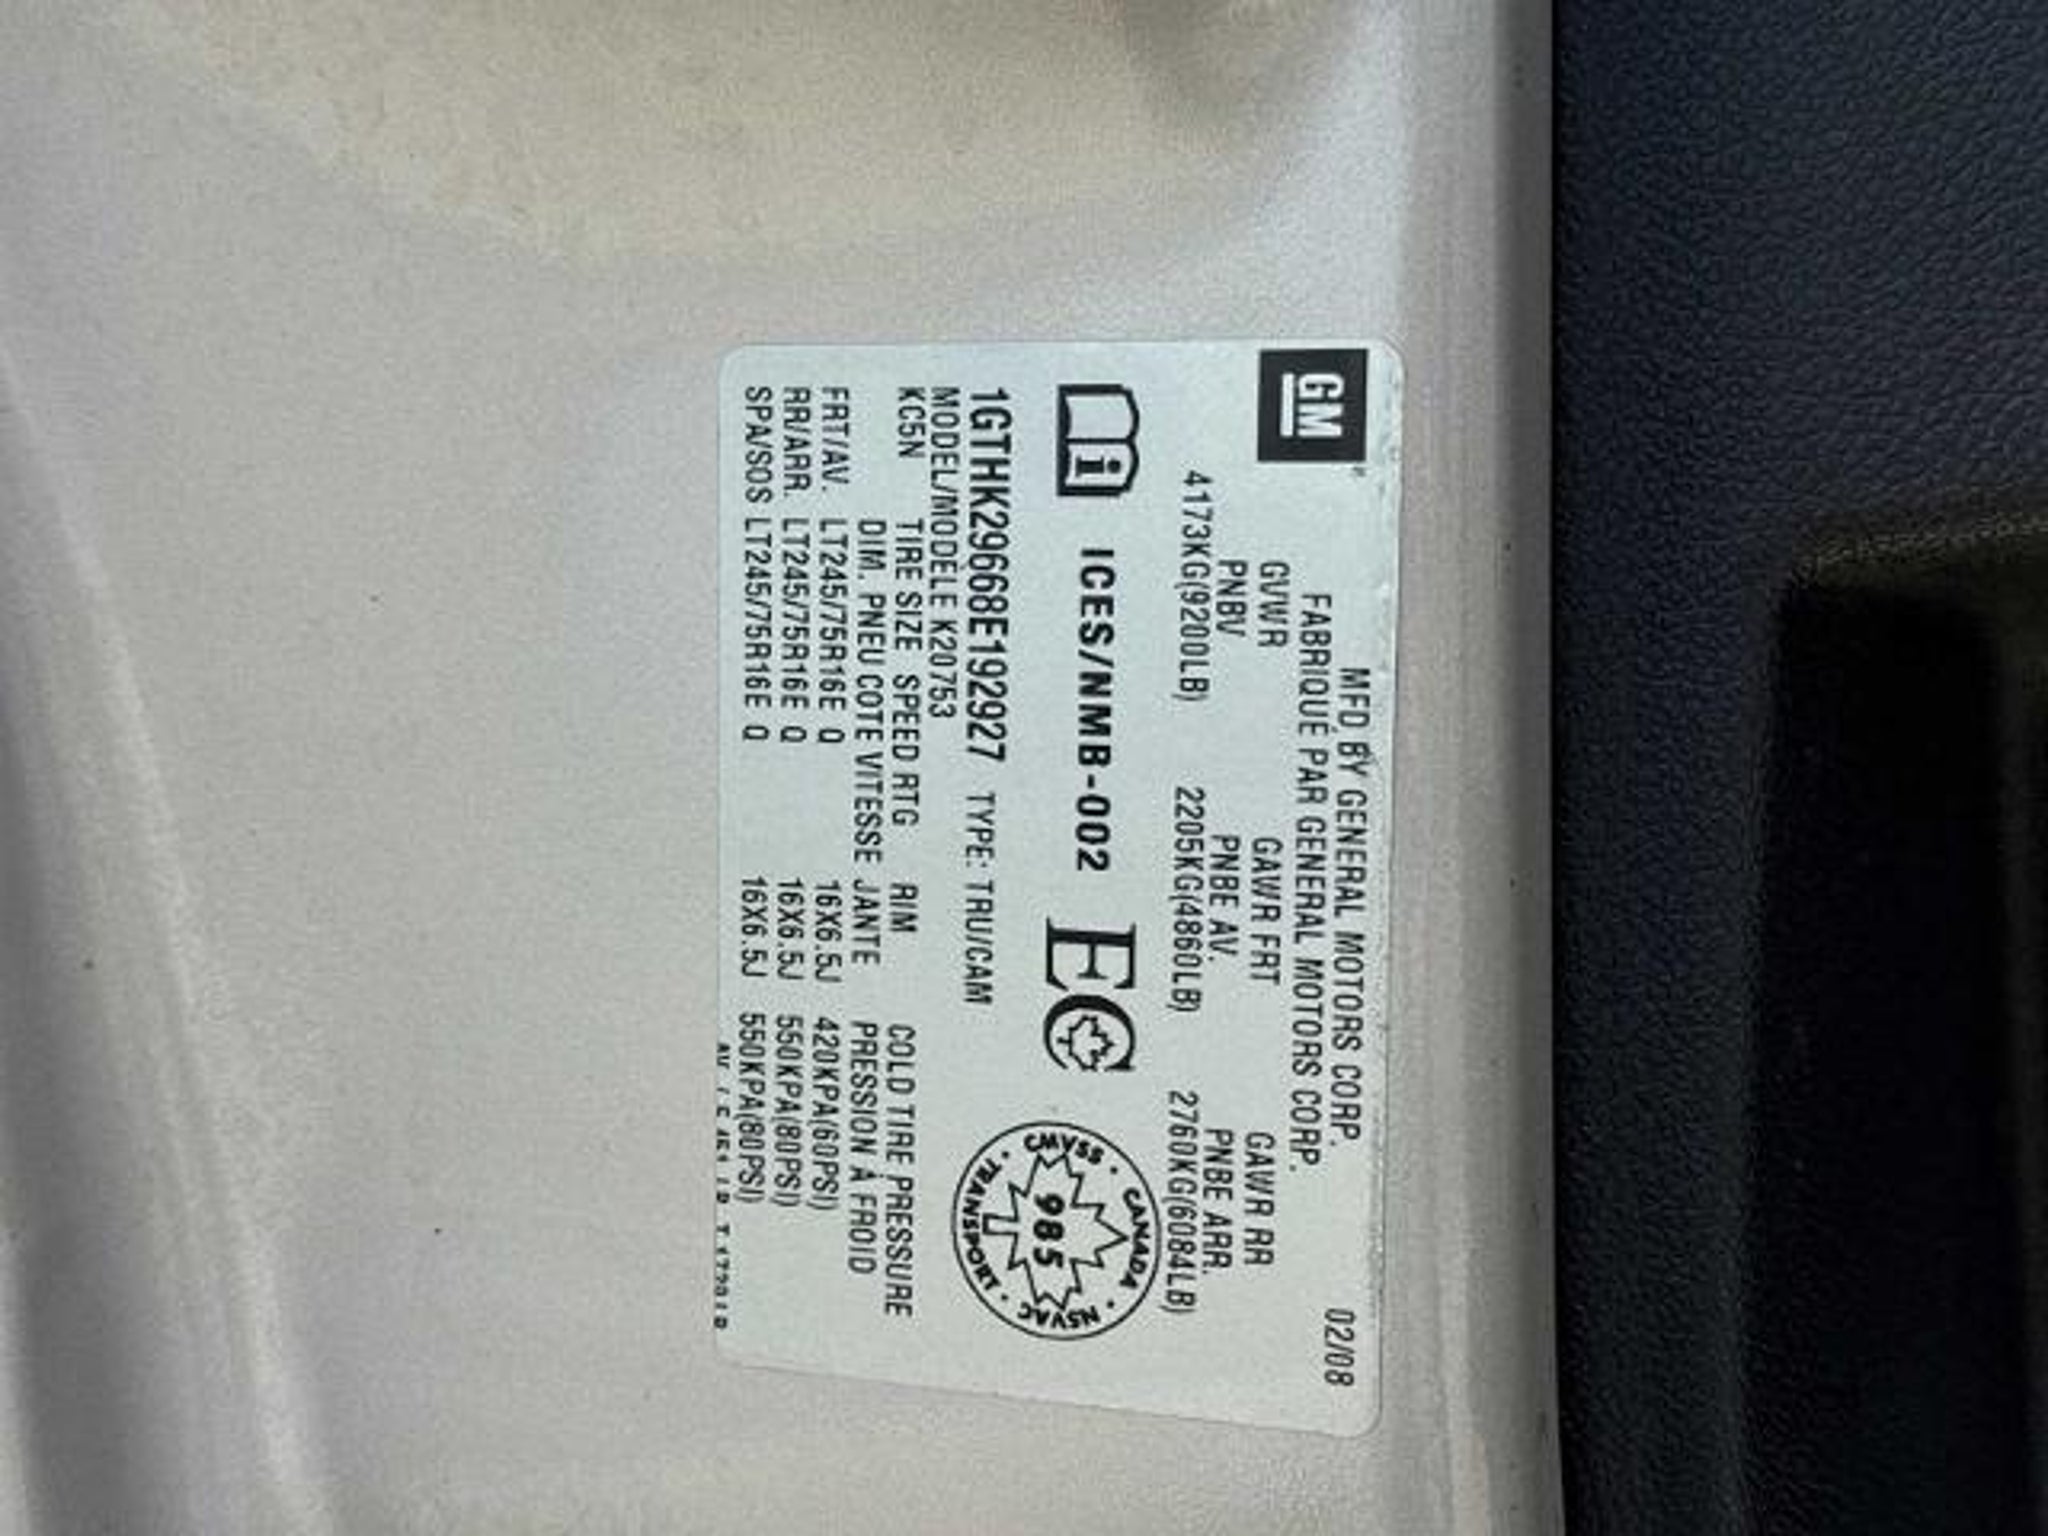 GM
MFD BY GENERAL MOTORS CORP. 02/08
FABRIQUÉ PAR GENERAL MOTORS CORP.
GVWR GAWR FRT GAWR RR
PNBV PNBE AV. PNBE ARR.
4173KG(9200LB) 2205KG(4860LB) 2760KG(6084LB)
i ICES/NMB-002 EC
CANADA · NSVAC · TRANSPORT · CMVSS ·
985
1GTHK29668E192927 TYPE: TRU/CAM
MODEL/MODELE K20753
KC5N TIRE SIZE SPEED RTG RIM COLD TIRE PRESSURE
DIM. PNEU COTE VITESSE JANTE PRESSION À FROID
FRT/AV. LT245/75R16E Q 16X6.5J 420KPA(60PSI)
RR/ARR. LT245/75R16E Q 16X6.5J 550KPA(80PSI)
SPA/SOS LT245/75R16E Q 16X6.5J 550KPA(80PSI)